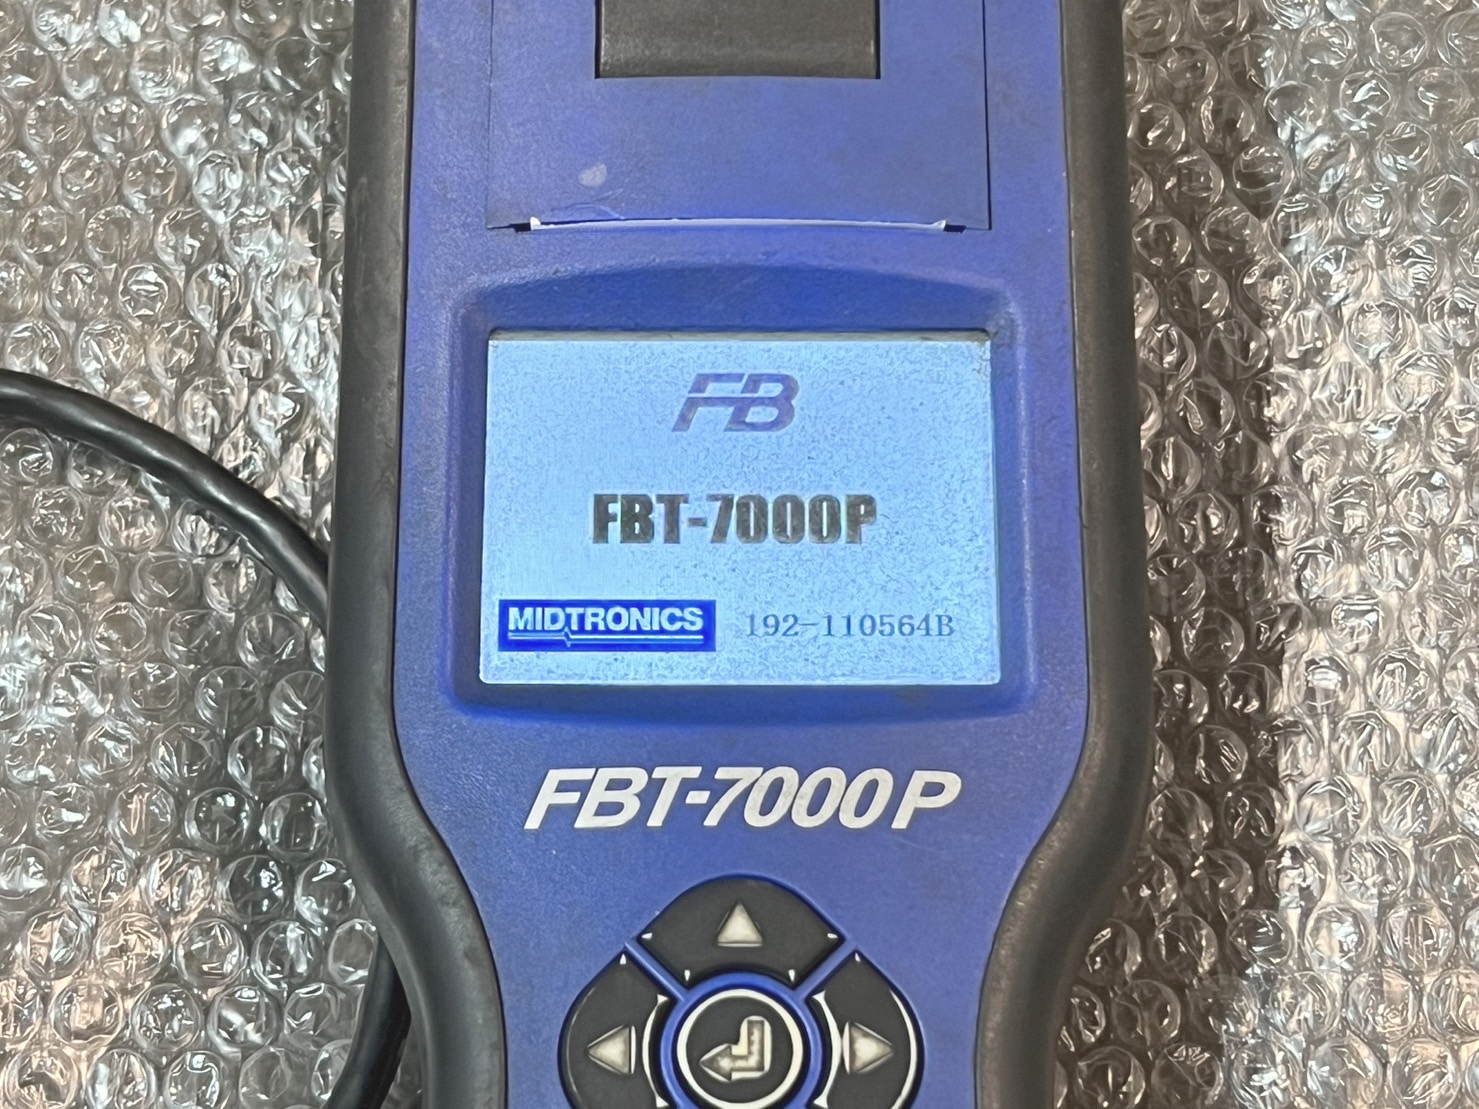 FB
FBT-7000P
MIDTRONICS 192-110564B
FBT-7000P